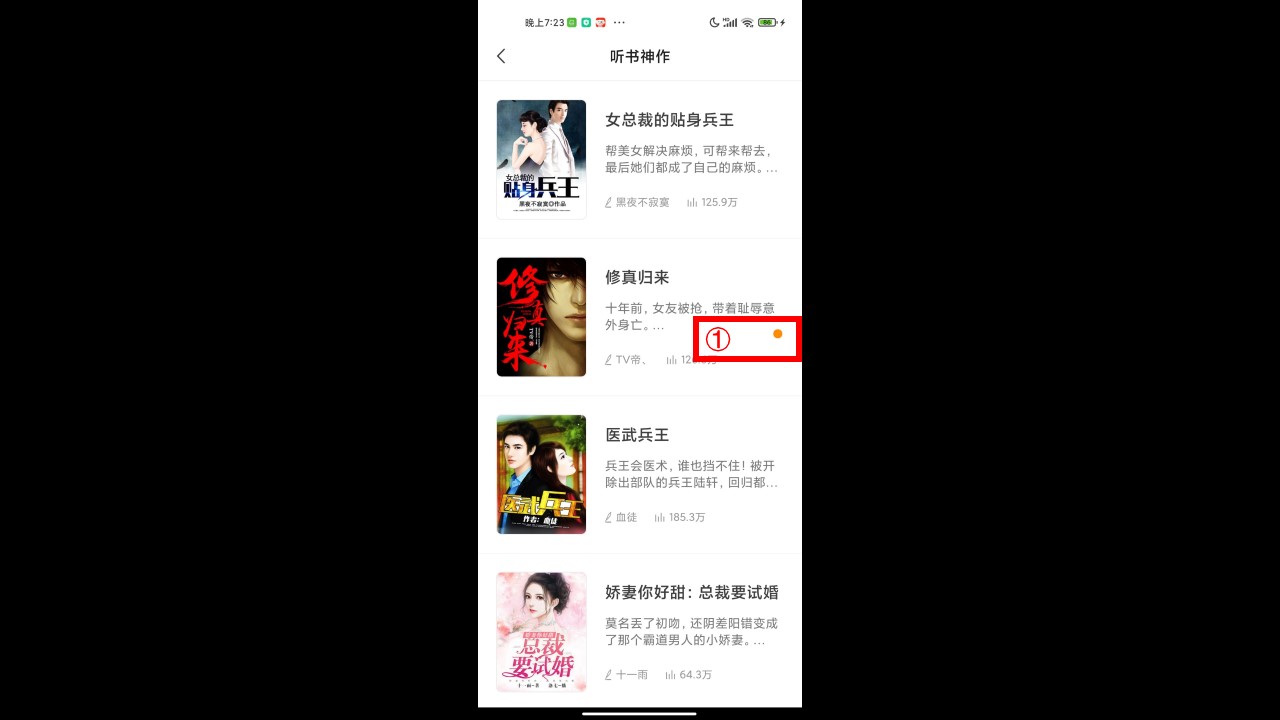 晚上7:23
听书神作
女总裁的
贴身兵王
黑夜不寂寞◎作品
女总裁的贴身兵王
帮美女解决麻烦，可帮来帮去，
最后她们都成了自己的麻烦。...
黑夜不寂寞 125.9万
修真归来
修真归来
十年前，女友被抢，带着耻辱意
外身亡。...
①
TV帝、
医武兵王
作者：血徒
医武兵王
兵王会医术，谁也挡不住！被开
除出部队的兵王陆轩，回归都...
血徒 185.3万
总裁
要试婚
娇妻你好甜：总裁要试婚
莫名丢了初吻，还阴差阳错变成
了那个霸道男人的小娇妻。...
十一雨 64.3万